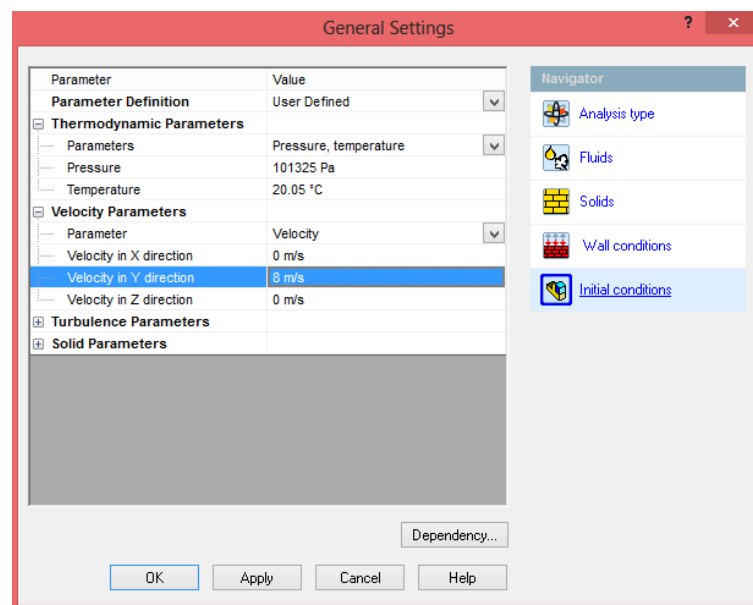 General Settings
?
×
Parameter Value
Parameter Definition User Defined
Thermodynamic Parameters
Parameters Pressure, temperature
Pressure 101325 Pa
Temperature 20.05 °C
Velocity Parameters
Parameter Velocity
Velocity in X direction 0 m/s
Velocity in Y direction 8 m/s
Velocity in Z direction 0 m/s
Turbulence Parameters
Solid Parameters
Dependency...
OK Apply Cancel Help
Navigator
Analysis type
Fluids
Solids
Wall conditions
Initial conditions